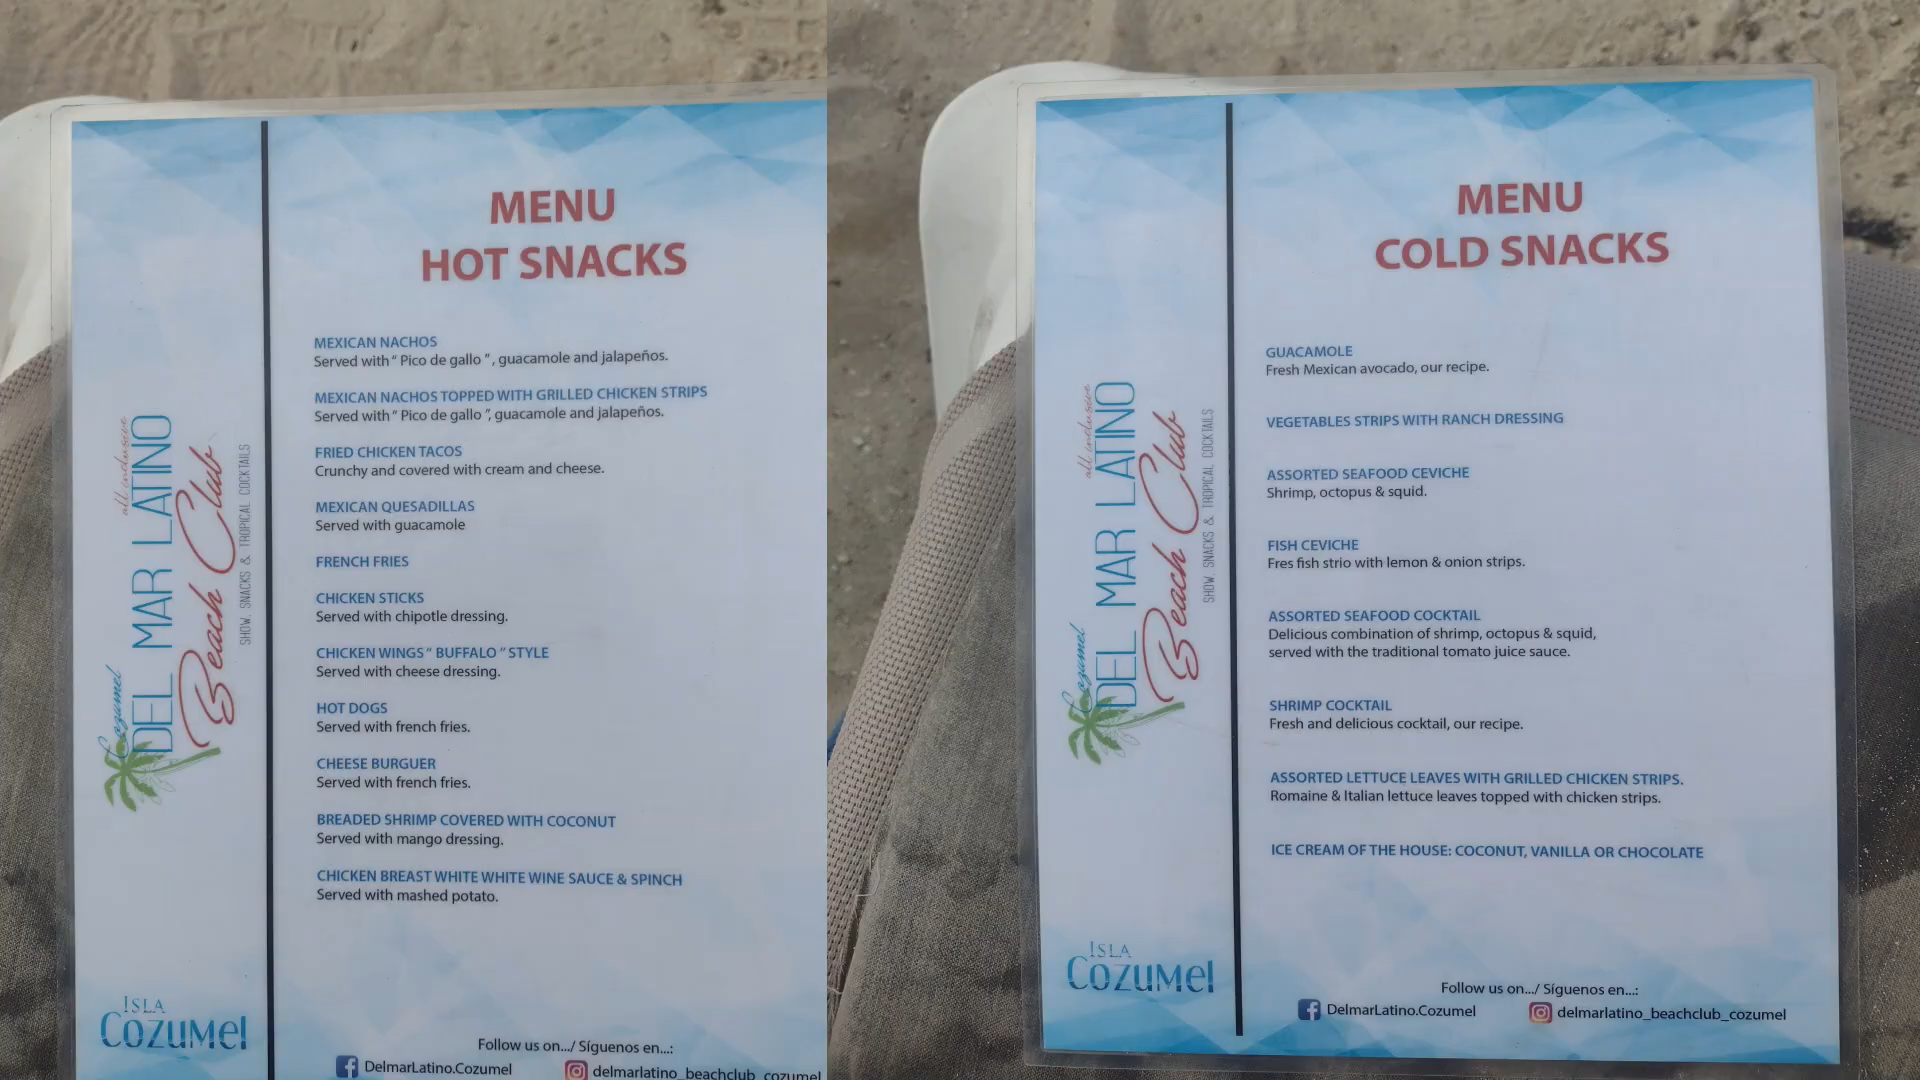 MENU
HOT SNACKS
MEXICAN NACHOS
Served with " Pico de gallo " , guacamole and jalapeños.
MEXICAN NACHOS TOPPED WITH GRILLED CHICKEN STRIPS
Served with " Pico de gallo ", guacamole and jalapeños.
FRIED CHICKEN TACOS
Crunchy and covered with cream and cheese.
MEXICAN QUESADILLAS
Served with guacamole
FRENCH FRIES
CHICKEN STICKS
Served with chipotle dressing.
CHICKEN WINGS " BUFFALO " STYLE
Served with cheese dressing.
HOT DOGS
Served with french fries.
CHEESE BURGUER
Served with french fries.
BREADED SHRIMP COVERED WITH COCONUT
Served with mango dressing.
CHICKEN BREAST WHITE WHITE WINE SAUCE & SPINCH
Served with mashed potato.
all inclusive
Cozumel
DEL MAR LATINO
Beach Club
SHOW, SNACKS & TROPICAL COCKTAILS
ISLA
COZUMEL
Follow us on.../ Síguenos en...:
DelmarLatino.Cozumel
delmarlatino_beachclub_cozumel
MENU
COLD SNACKS
GUACAMOLE
Fresh Mexican avocado, our recipe.
VEGETABLES STRIPS WITH RANCH DRESSING
ASSORTED SEAFOOD CEVICHE
Shrimp, octopus & squid.
FISH CEVICHE
Fres fish strio with lemon & onion strips.
ASSORTED SEAFOOD COCKTAIL
Delicious combination of shrimp, octopus & squid,
served with the traditional tomato juice sauce.
SHRIMP COCKTAIL
Fresh and delicious cocktail, our recipe.
ASSORTED LETTUCE LEAVES WITH GRILLED CHICKEN STRIPS.
Romaine & Italian lettuce leaves topped with chicken strips.
ICE CREAM OF THE HOUSE: COCONUT, VANILLA OR CHOCOLATE
all inclusive
Cozumel
DEL MAR LATINO
Beach Club
SHOW, SNACKS & TROPICAL COCKTAILS
ISLA
COZUMEL
Follow us on.../ Síguenos en...:
DelmarLatino.Cozumel
delmarlatino_beachclub_cozumel